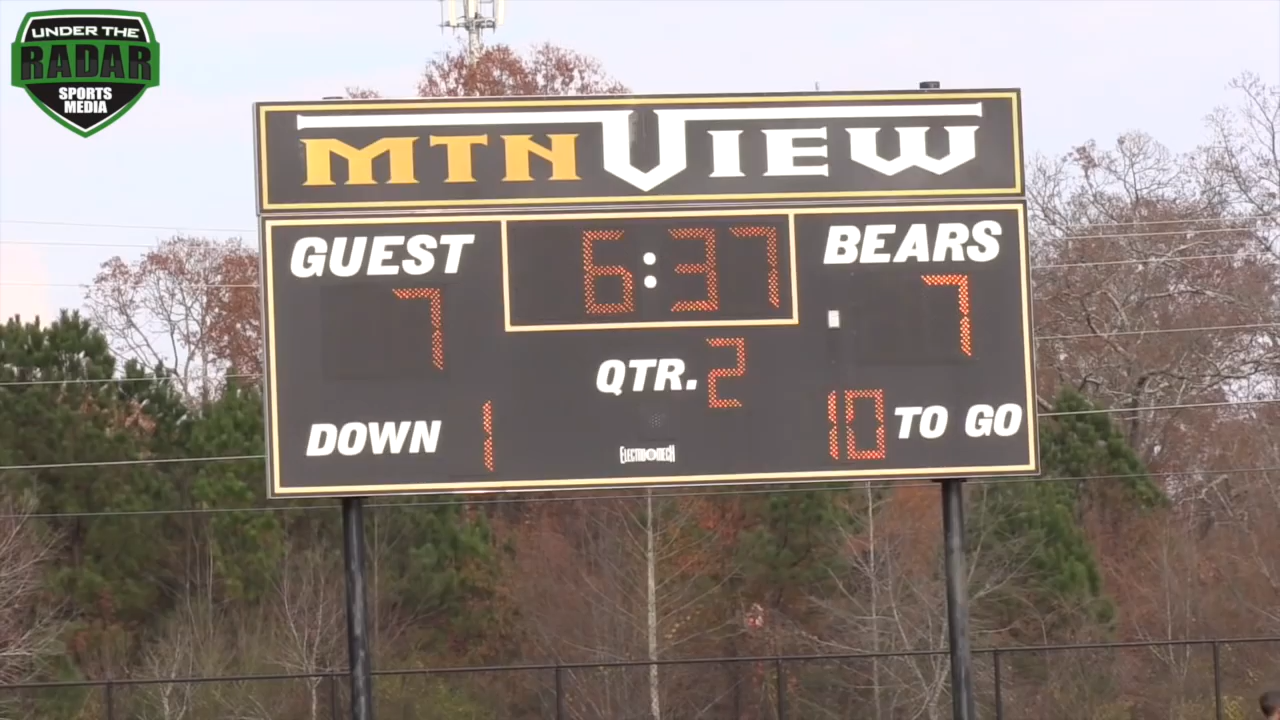 UNDER THE
RADAR
SPORTS
MEDIA
MTN VIEW
GUEST 6:37 BEARS
7 7
QTR. 2
DOWN 1 10 TO GO
ELECTRO-MECH